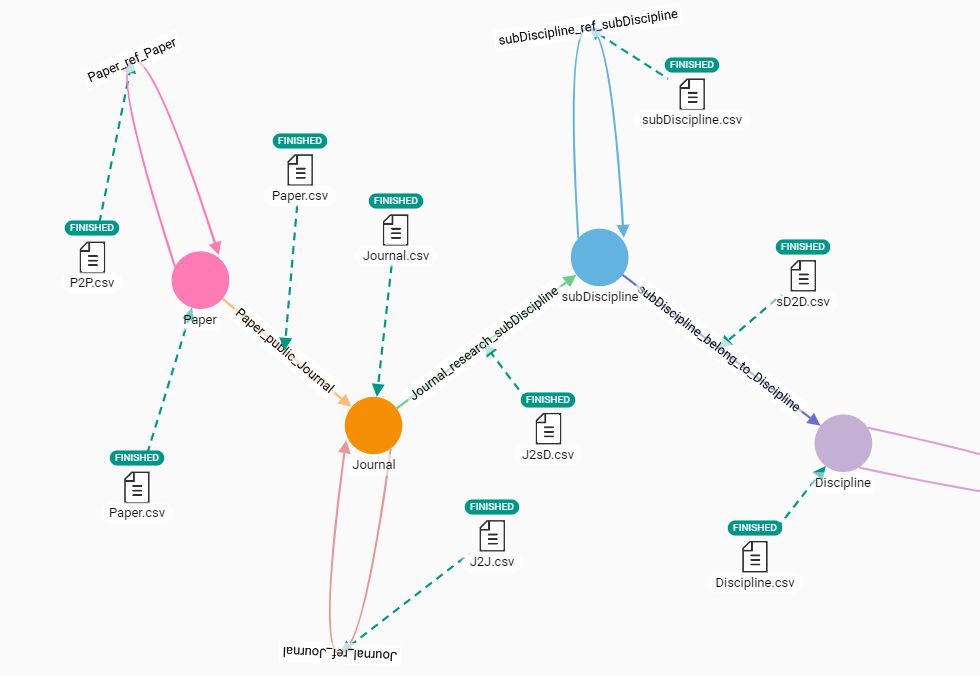 subDiscipline_ref_subDiscipline
Paper_ref_Paper
FINISHED
subDiscipline.csv
FINISHED
Paper.csv
FINISHED
Journal.csv
FINISHED
P2P.csv
FINISHED
sD2D.csv
subDiscipline
Paper
Paper_public_Journal
Journal_research_subDiscipline
subDiscipline_belong_to_Discipline
FINISHED
J2sD.csv
Journal
Discipline
FINISHED
Paper.csv
FINISHED
J2J.csv
FINISHED
Discipline.csv
Journal_ref_Journal